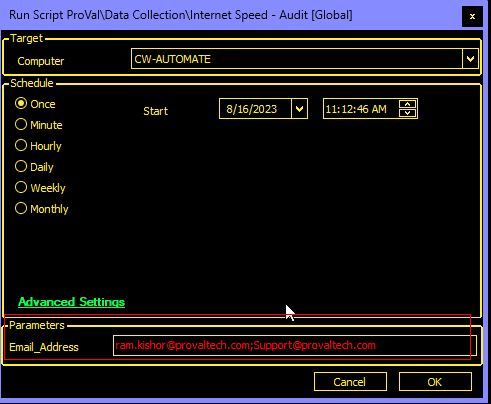 Run Script ProVal\Data Collection\Internet Speed - Audit [Global]
x
Target
Computer CW-AUTOMATE
Schedule
Once Start 8/16/2023 11:12:46 AM
Minute
Hourly
Daily
Weekly
Monthly
Advanced Settings
Parameters
Email_Address ram.kishor@provaltech.com;Support@provaltech.com
Cancel OK